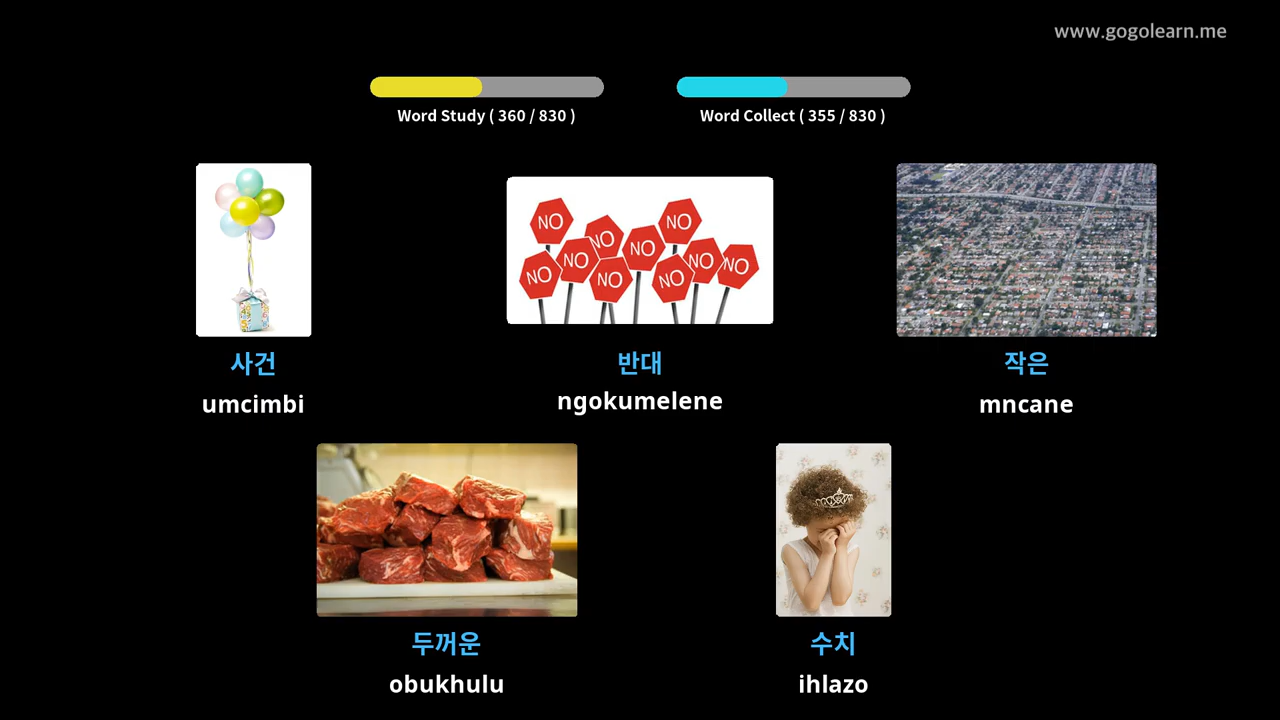 www.gogolearn.me
Word Study ( 360 / 830 )
Word Collect ( 355 / 830 )
NO
NO
NO
NO
NO
NO
NO
NO
NO
NO
사건
umcimbi
반대
ngokumelene
작은
mncane
두꺼운
obukhulu
수치
ihlazo